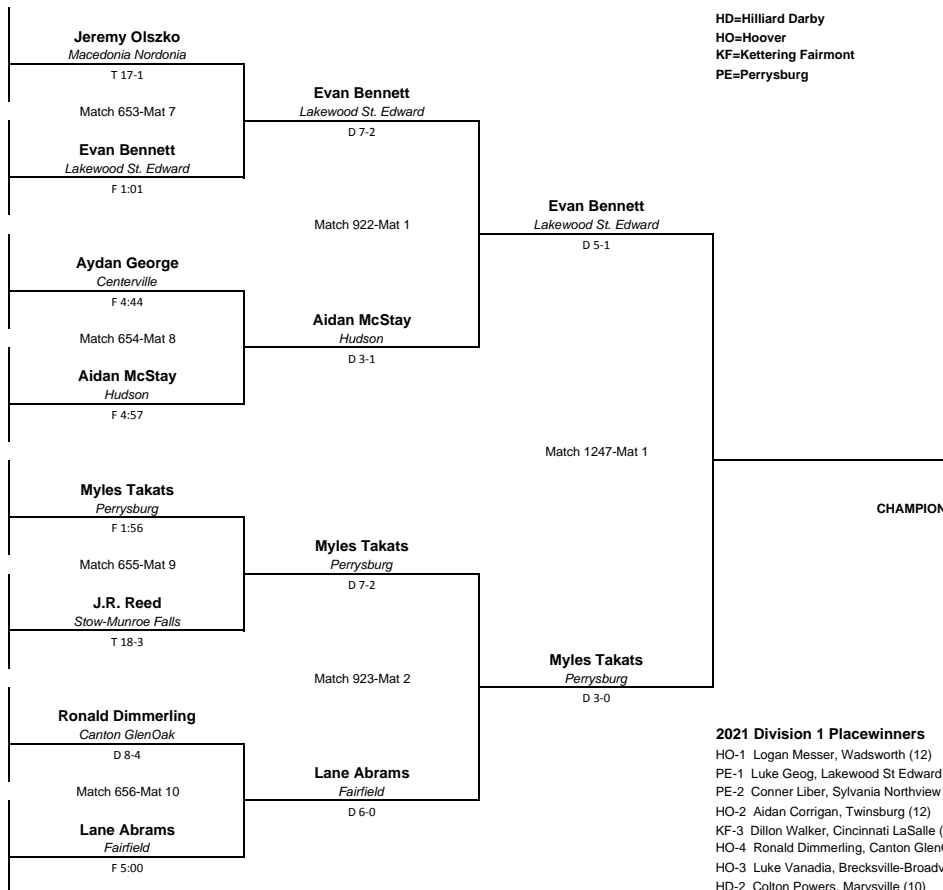 HD=Hilliard Darby
HO=Hoover
KF=Kettering Fairmont
PE=Perrysburg
Jeremy Olszko
Macedonia Nordonia
T 17-1
Match 653-Mat 7
Evan Bennett
Lakewood St. Edward
F 1:01
Aydan George
Centerville
F 4:44
Match 654-Mat 8
Aidan McStay
Hudson
F 4:57
Myles Takats
Perrysburg
F 1:56
Match 655-Mat 9
J.R. Reed
Stow-Munroe Falls
T 18-3
Ronald Dimmerling
Canton GlenOak
D 8-4
Match 656-Mat 10
Lane Abrams
Fairfield
F 5:00
Evan Bennett
Lakewood St. Edward
D 7-2
Match 922-Mat 1
Aidan McStay
Hudson
D 3-1
Myles Takats
Perrysburg
D 7-2
Match 923-Mat 2
Lane Abrams
Fairfield
D 6-0
Evan Bennett
Lakewood St. Edward
D 5-1
Match 1247-Mat 1
Myles Takats
Perrysburg
D 3-0
CHAMPION
2021 Division 1 Placewinners
HO-1 Logan Messer, Wadsworth (12)
PE-1 Luke Geog, Lakewood St Edward
PE-2 Conner Liber, Sylvania Northview
HO-2 Aidan Corrigan, Twinsburg (12)
KF-3 Dillon Walker, Cincinnati LaSalle (
HO-4 Ronald Dimmerling, Canton Glen
HO-3 Luke Vanadia, Brecksville-Broadv
HD-2 Colton Powers, Marysville (10)